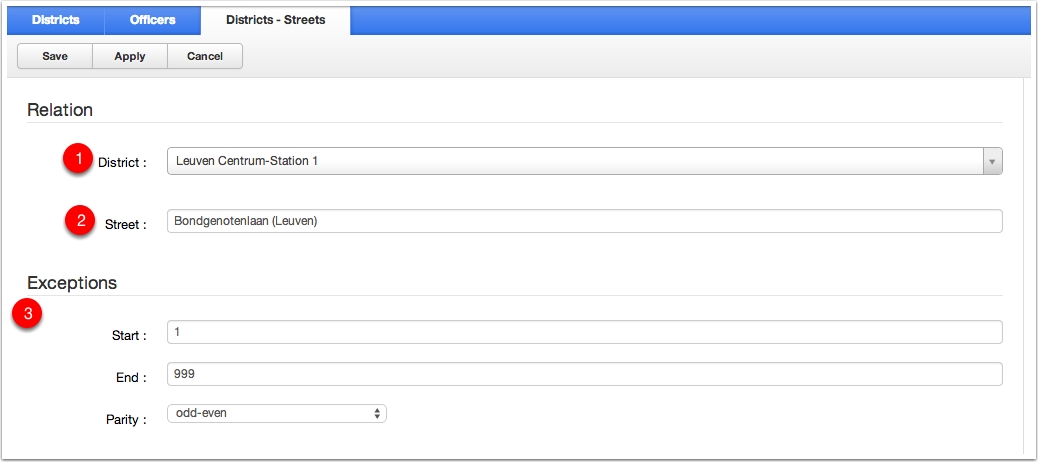 Districts Officers Districts - Streets
Save Apply Cancel
Relation
1 District : Leuven Centrum-Station 1
2 Street : Bondgenotenlaan (Leuven)
Exceptions
3
Start : 1
End : 999
Parity : odd-even